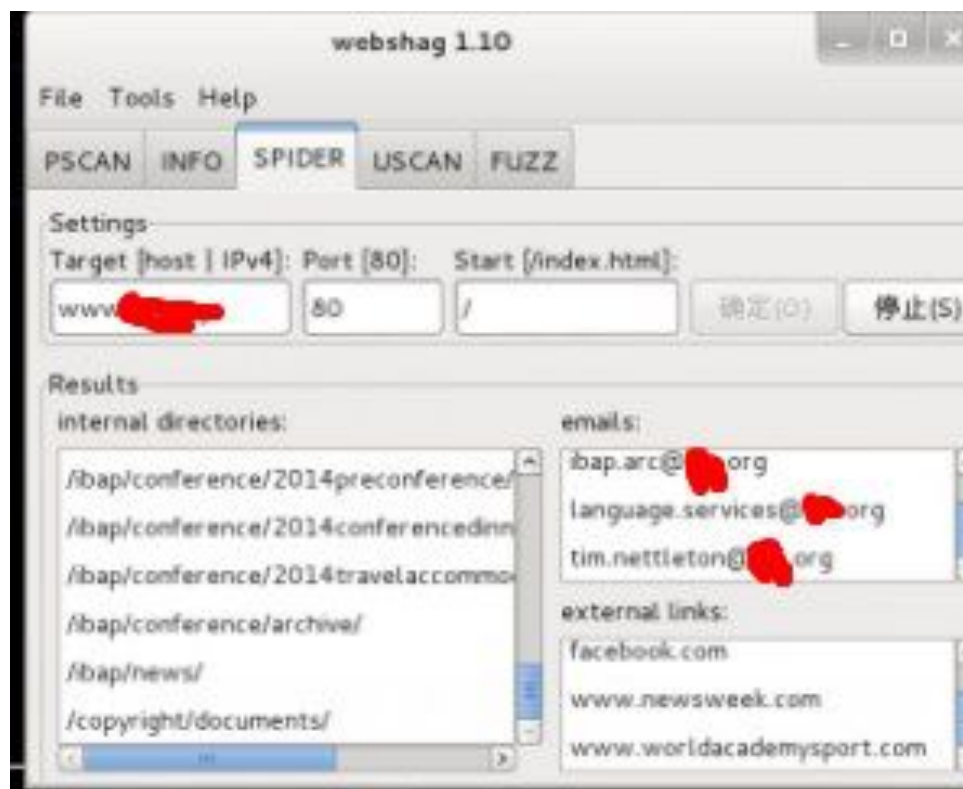 webshag 1.10
File Tools Help
PSCAN INFO SPIDER USCAN FUZZ
Settings
Target [host | IPv4]: Port [80]: Start [/index.html]:
www 80 / 确定(O) 停止(S)
Results
internal directories:
/ibap/conference/2014preconference/
/ibap/conference/2014conferencedinn
/ibap/conference/2014travelaccommo
/ibap/conference/archive/
/ibap/news/
/copyright/documents/
emails:
ibap.arc@ org
language.services@ org
tim.nettleton@ .org
external links:
facebook.com
www.newsweek.com
www.worldacademysport.com